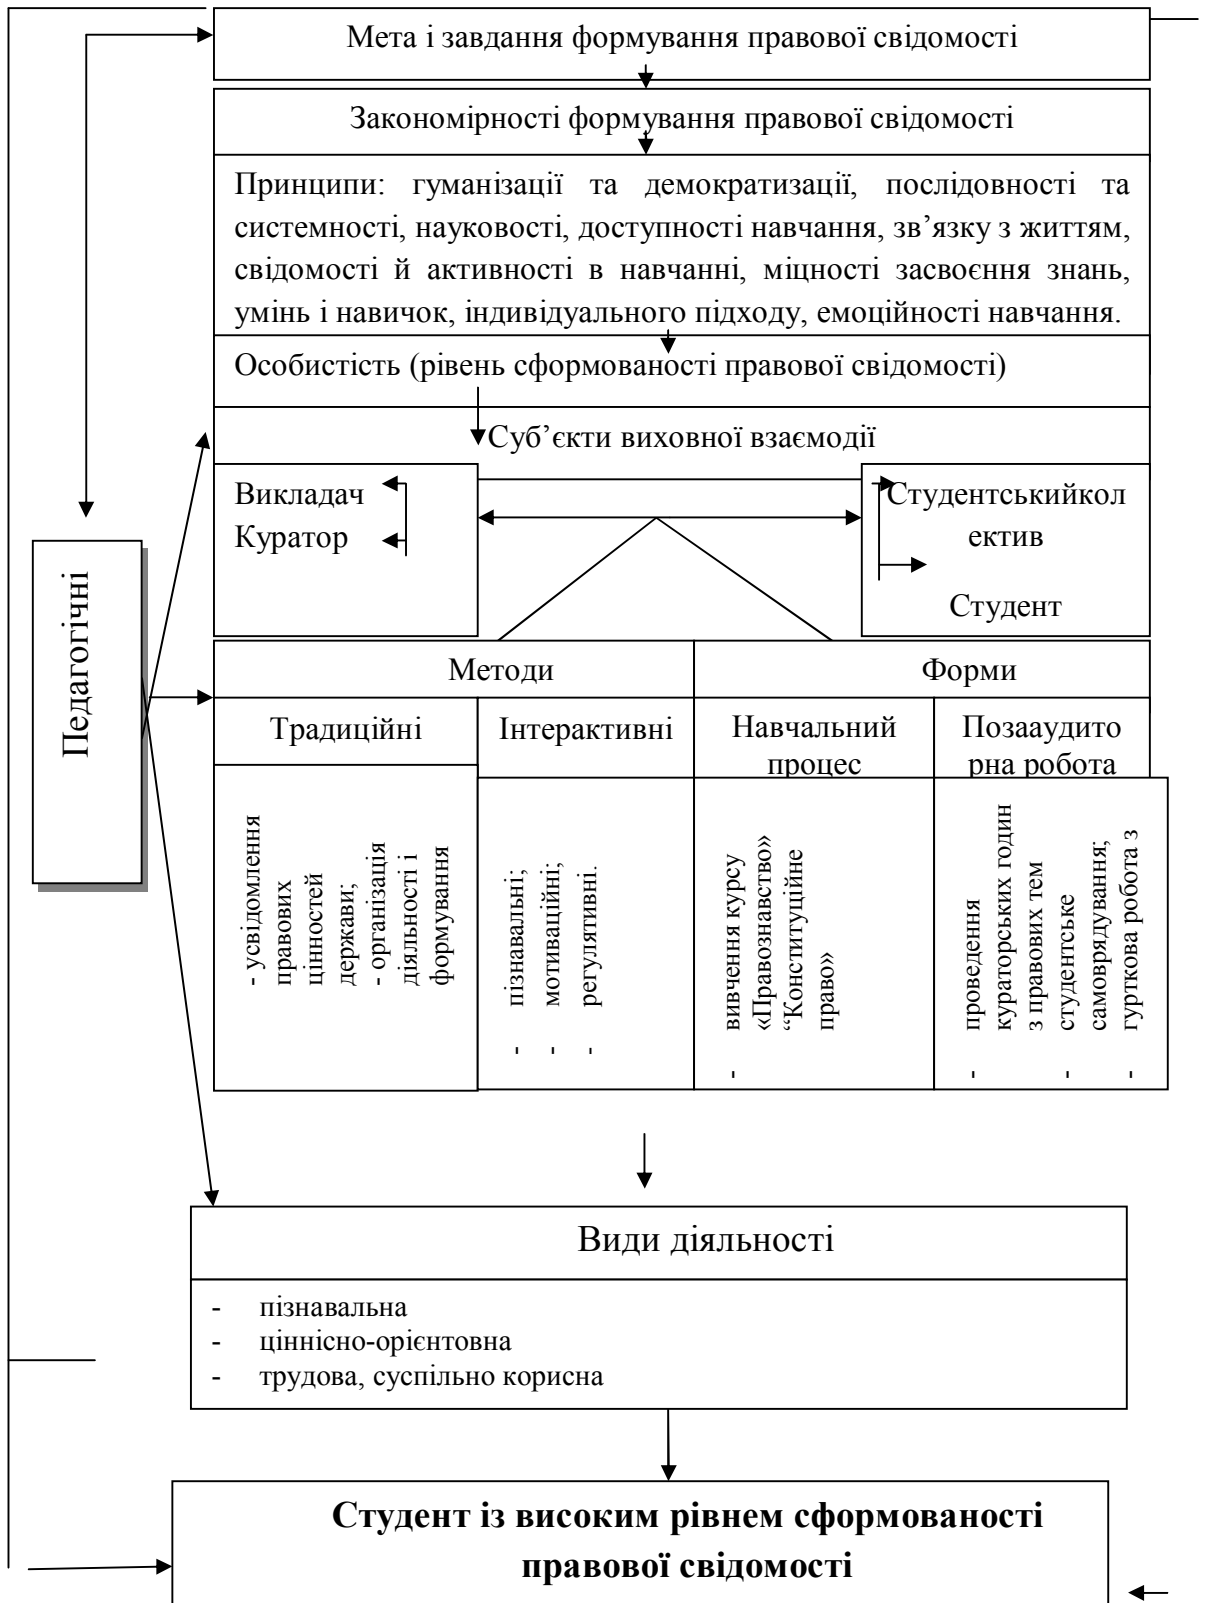 Мета і завдання формування правової свідомості
Закономірності формування правової свідомості
Принципи: гуманізації та демократизації, послідовності та
системності, науковості, доступності навчання, зв’язку з життям,
свідомості й активності в навчанні, міцності засвоєння знань,
умінь і навичок, індивідуального підходу, емоційності навчання.
Особистість (рівень сформованості правової свідомості)
Суб’єкти виховної взаємодії
Викладач
Куратор
Студентськийкол
ектив
Студент
Педагогічні
Методи
Форми
Традиційні
Інтерактивні
Навчальний
процес
Позааудито
рна робота
- усвідомлення
правових
цінностей
держави;
- організація
діяльності і
формування
- пізнавальні;
- мотиваційні;
- регулятивні.
- вивчення курсу
«Правознавство»
“Конституційне
право»
- проведення
кураторських годин
з правових тем
- студентське
самоврядування;
- гурткова робота з
Види діяльності
- пізнавальна
- ціннісно-орієнтовна
- трудова, суспільно корисна
Студент із високим рівнем сформованості
правової свідомості